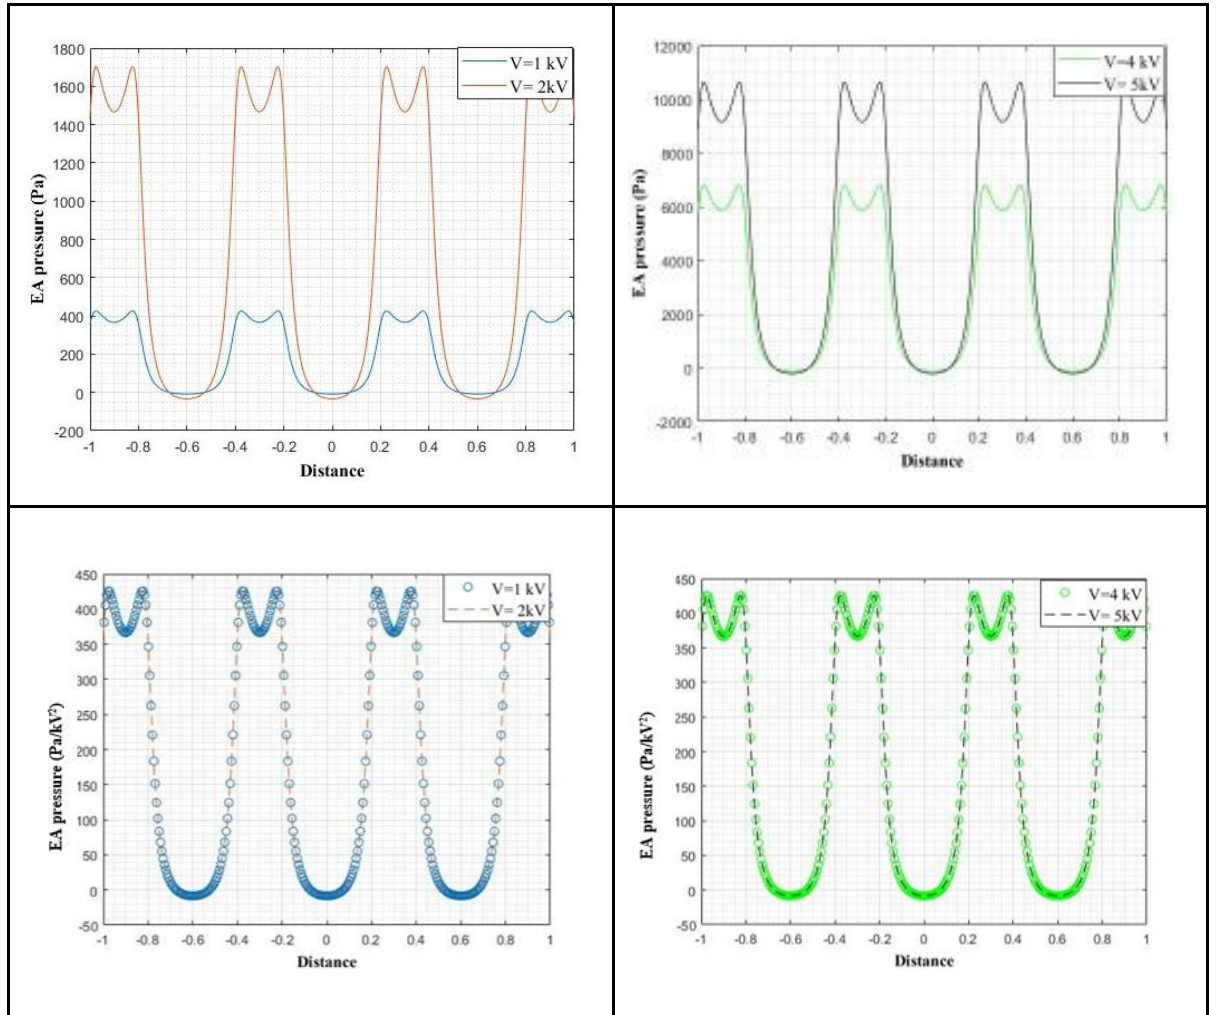 1800
1600
1400
1200
1000
800
600
400
200
0
-200
-1 -0.8 -0.6 -0.4 -0.2 0 0.2 0.4 0.6 0.8 1
EA pressure (Pa)
Distance
V=1 kV
V= 2kV
12000
10000
8000
6000
4000
2000
0
-2000
-1 -0.8 -0.6 -0.4 -0.2 0 0.2 0.4 0.6 0.8 1
EA pressure (Pa)
Distance
V=4 kV
V= 5kV
450
400
350
300
250
200
150
100
50
0
-50
-1 -0.8 -0.6 -0.4 -0.2 0 0.2 0.4 0.6 0.8 1
EA pressure (Pa/kV²)
Distance
V=1 kV
V= 2kV
450
400
350
300
250
200
150
100
50
0
-50
-1 -0.8 -0.6 -0.4 -0.2 0 0.2 0.4 0.6 0.8 1
EA pressure (Pa/kV²)
Distance
V=4 kV
V= 5kV